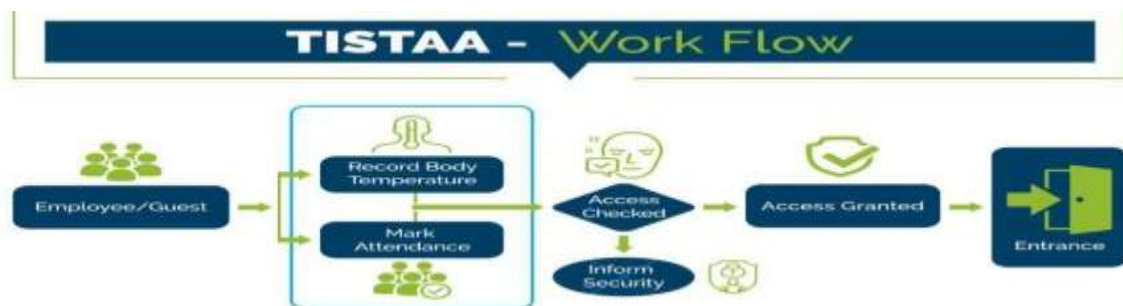 TISTAA - Work Flow
Employee/Guest
Record Body
Temperature
Mark
Attendance
Access
Checked
Inform
Security
Access Granted
Entrance